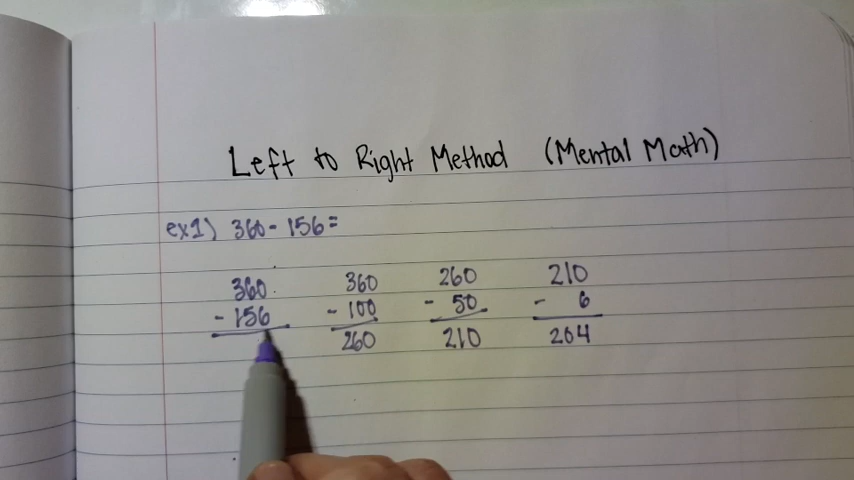 Left to Right Method (Mental Math)
ex1) 360 - 156 =
360 360 260 210
- 156 - 100 - 50 - 6
260 210 204